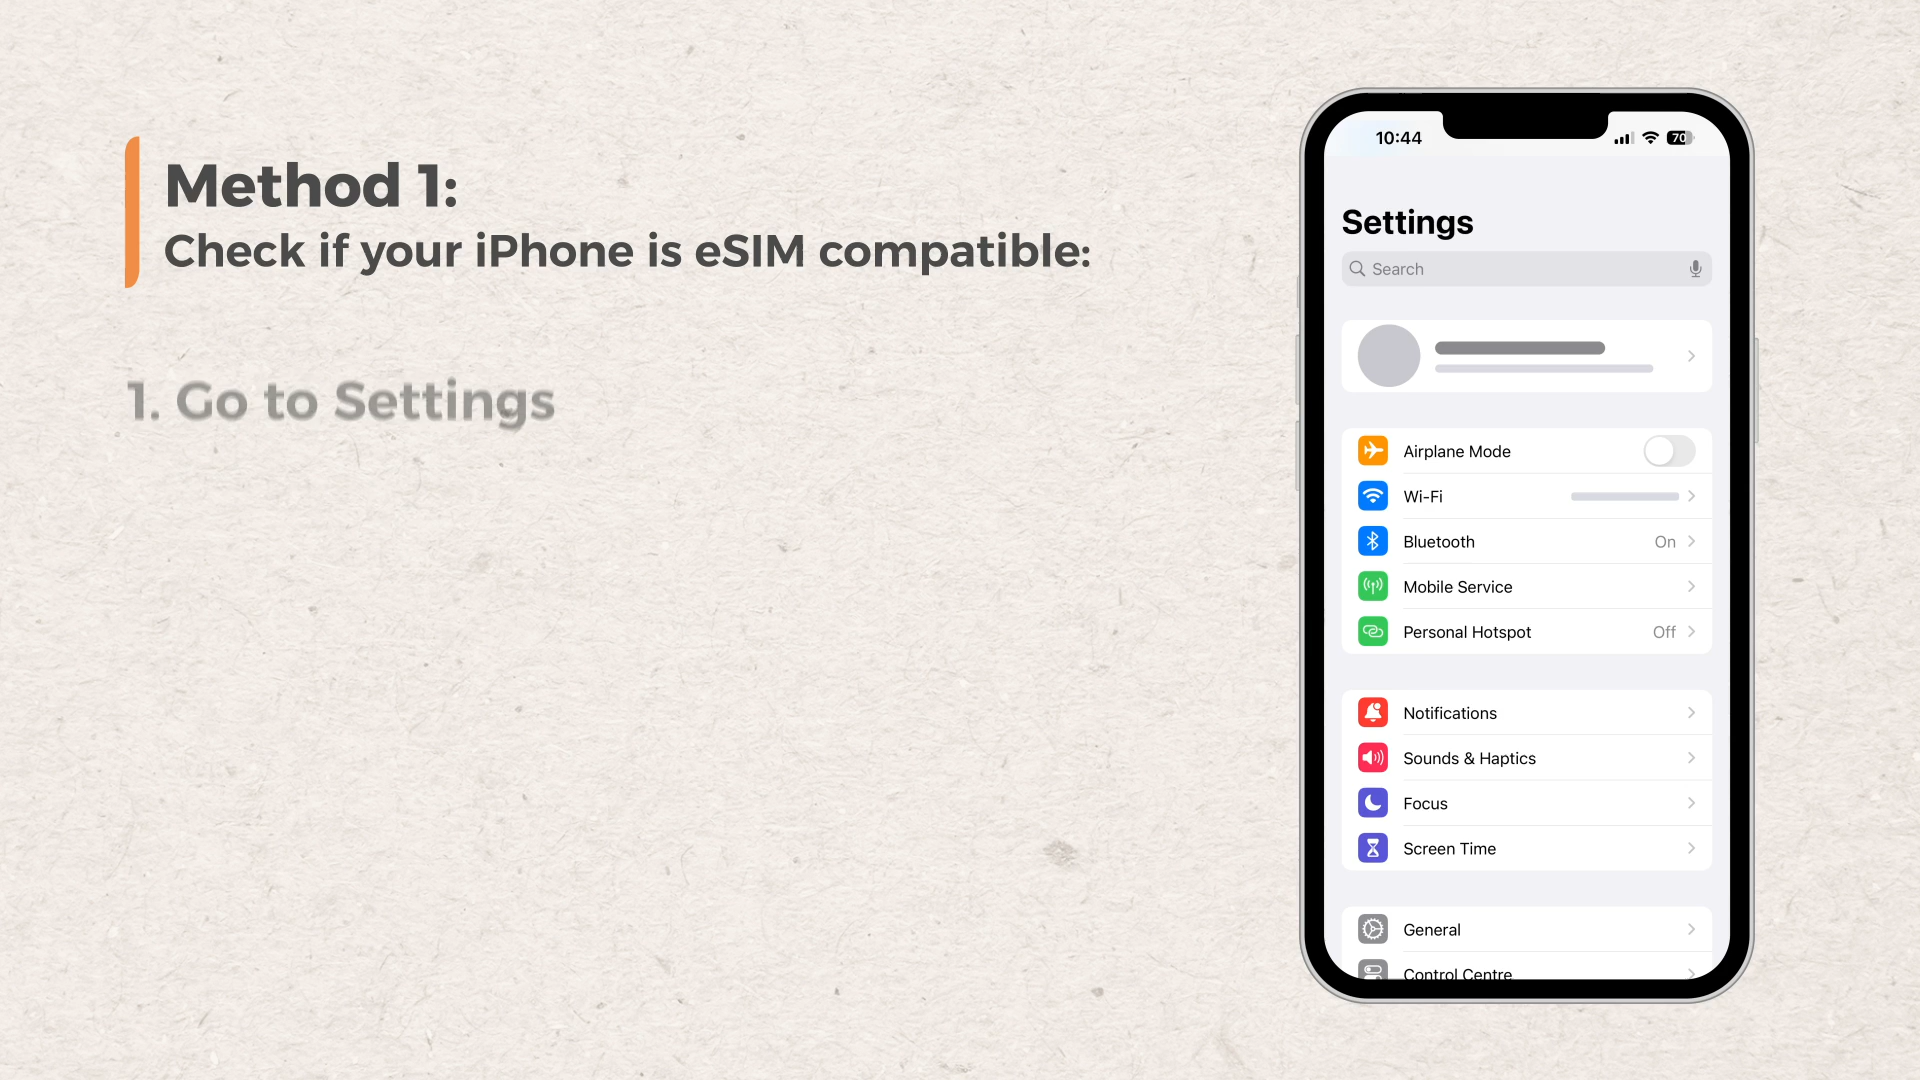 Method 1:
Check if your iPhone is eSIM compatible:
1. Go to Settings
10:44
70
Settings
Search
Airplane Mode
Wi-Fi
Bluetooth On
Mobile Service
Personal Hotspot Off
Notifications
Sounds & Haptics
Focus
Screen Time
General
Control Centre